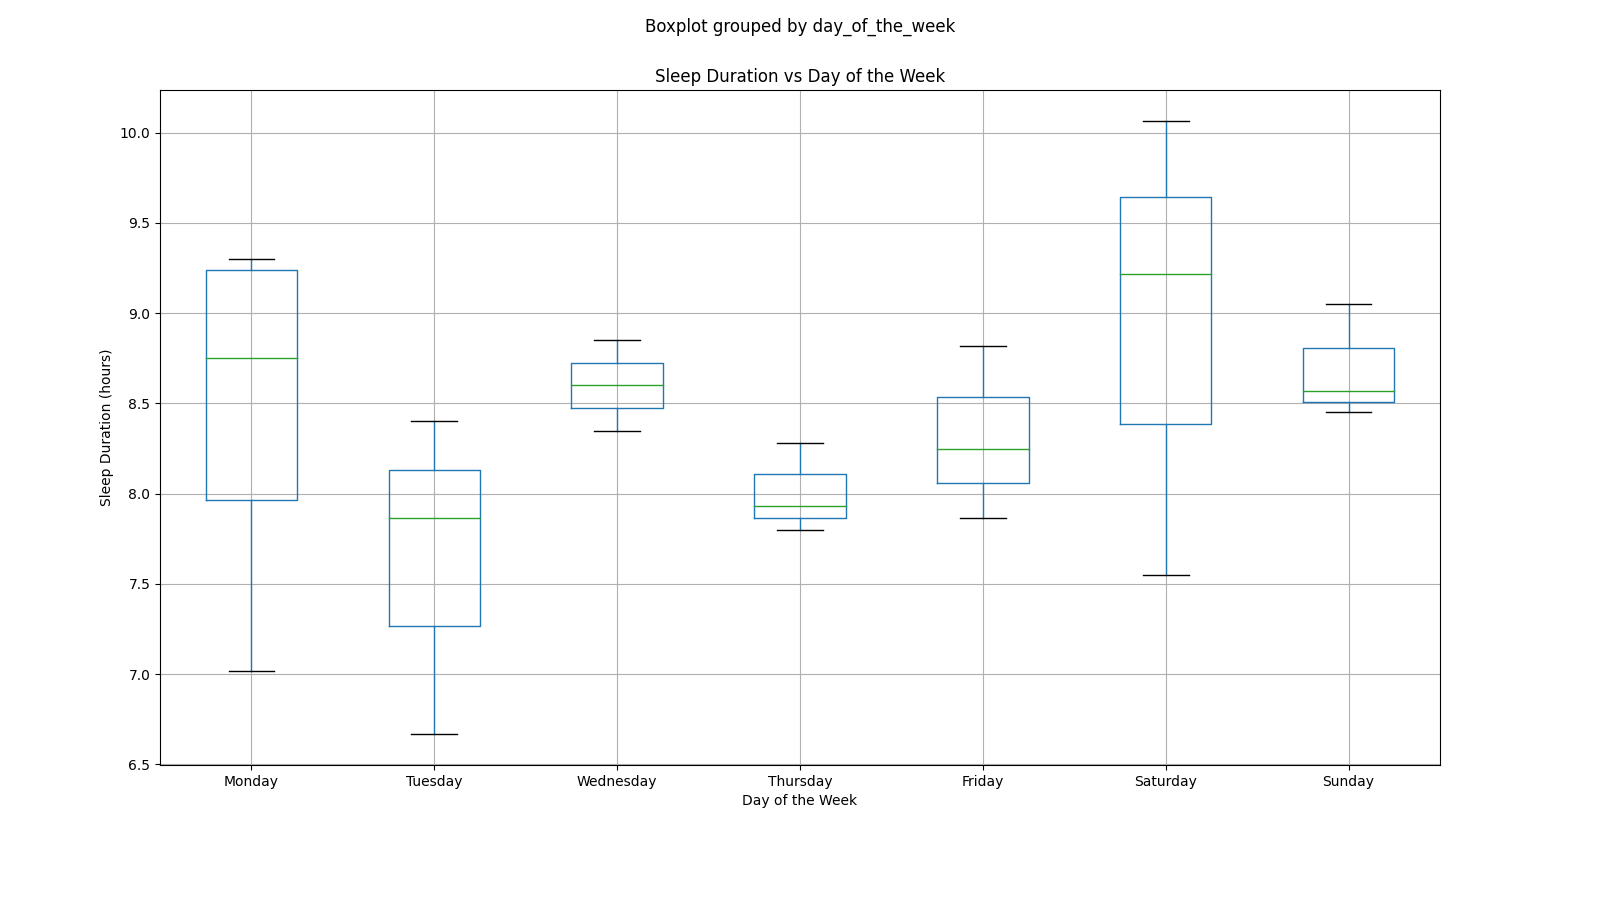 Boxplot grouped by day_of_the_week
Sleep Duration vs Day of the Week
10.0
9.5
9.0
8.5
8.0
7.5
7.0
6.5
Sleep Duration (hours)
Monday Tuesday Wednesday Thursday Friday Saturday Sunday
Day of the Week